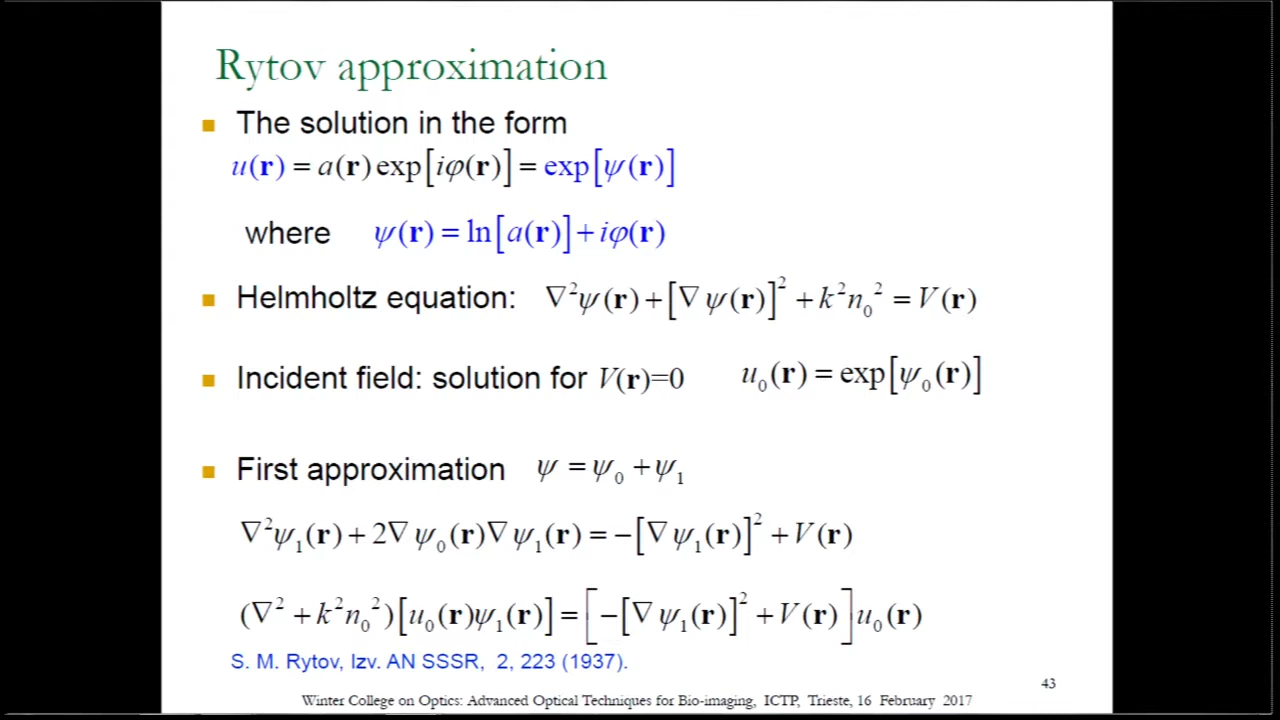 Rytov approximation
The solution in the form
u(r) = a(r) exp[iφ(r)] = exp[ψ(r)]
where ψ(r) = ln[a(r)] + iφ(r)
Helmholtz equation: ∇²ψ(r) + [∇ψ(r)]² + k²n₀² = V(r)
Incident field: solution for V(r)=0 u₀(r) = exp[ψ₀(r)]
First approximation ψ = ψ₀ + ψ₁
∇²ψ₁(r) + 2∇ψ₀(r)∇ψ₁(r) = −[∇ψ₁(r)]² + V(r)
(∇² + k²n₀²)[u₀(r)ψ₁(r)] = [−[∇ψ₁(r)]² + V(r)]u₀(r)
S. M. Rytov, Izv. AN SSSR, 2, 223 (1937).
43
Winter College on Optics: Advanced Optical Techniques for Bio-imaging, ICTP, Trieste, 16 February 2017